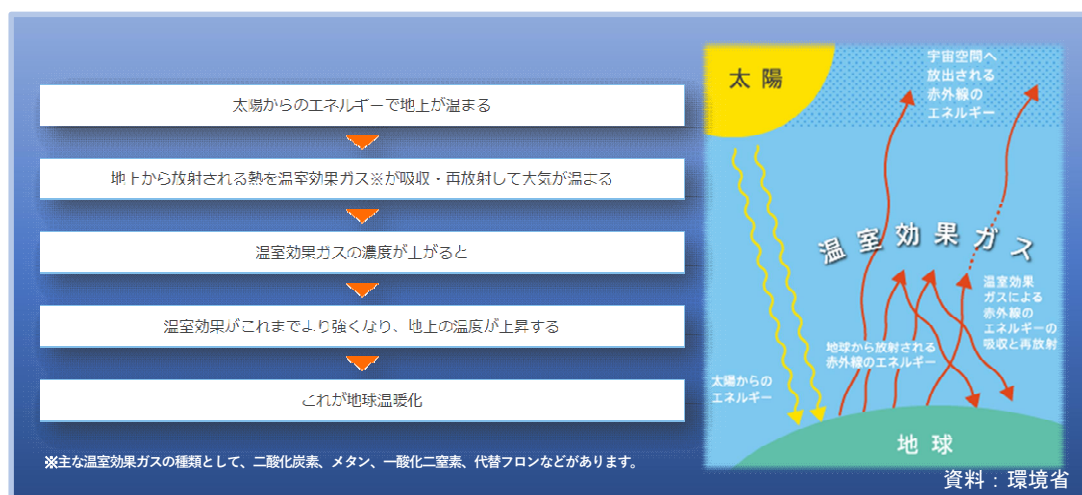 太陽からのエネルギーで地上が温まる
地上から放射される熱を温室効果ガス※が吸収・再放射して大気が温まる
温室効果ガスの濃度が上がると
温室効果がこれまでより強くなり、地上の温度が上昇する
これが地球温暖化
※主な温室効果ガスの種類として、二酸化炭素、メタン、一酸化二窒素、代替フロンなどがあります。
太陽
宇宙空間へ
放出される
赤外線の
エネルギー
温室効果ガス
温室効果
ガスによる
赤外線の
エネルギーの
吸収と再放射
地球から放射される
赤外線のエネルギー
太陽からの
エネルギー
地球
資料：環境省